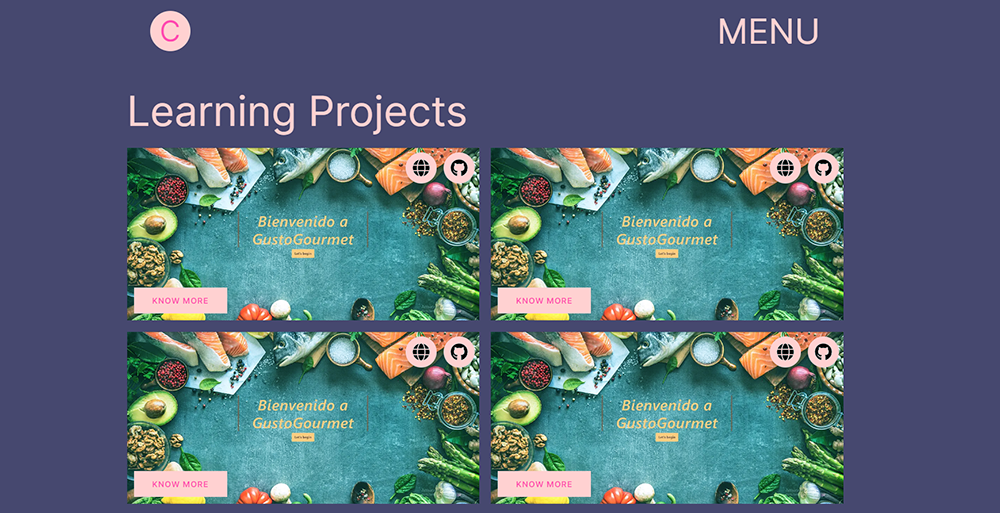 C
MENU
Learning Projects
Bienvenido a
GustoGourmet
Let's begin
KNOW MORE
Bienvenido a
GustoGourmet
Let's begin
KNOW MORE
Bienvenido a
GustoGourmet
Let's begin
KNOW MORE
Bienvenido a
GustoGourmet
Let's begin
KNOW MORE